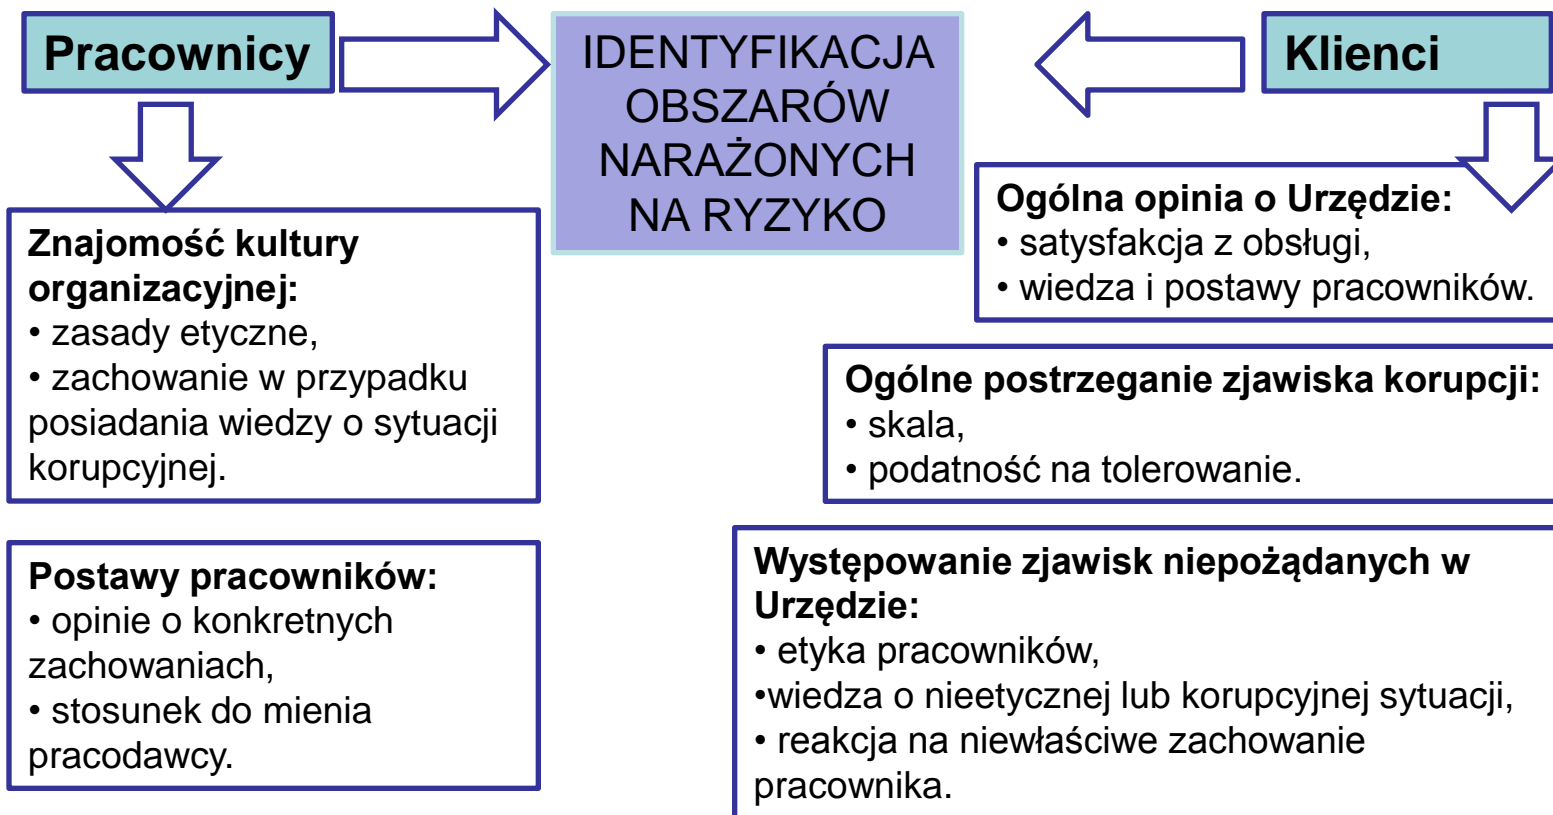 Pracownicy
IDENTYFIKACJA
OBSZARÓW
NARAŻONYCH
NA RYZYKO
Klienci
Znajomość kultury
organizacyjnej:
• zasady etyczne,
• zachowanie w przypadku
posiadania wiedzy o sytuacji
korupcyjnej.
Postawy pracowników:
• opinie o konkretnych
zachowaniach,
• stosunek do mienia
pracodawcy.
Ogólna opinia o Urzędzie:
• satysfakcja z obsługi,
• wiedza i postawy pracowników.
Ogólne postrzeganie zjawiska korupcji:
• skala,
• podatność na tolerowanie.
Występowanie zjawisk niepożądanych w
Urzędzie:
• etyka pracowników,
•wiedza o nieetycznej lub korupcyjnej sytuacji,
• reakcja na niewłaściwe zachowanie
pracownika.